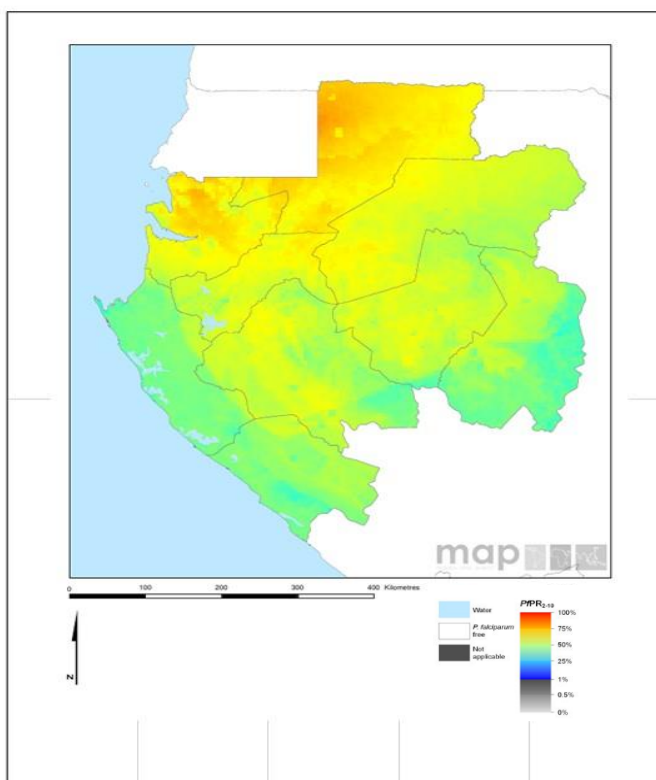 map
0 100 200 300 400 Kilometres
N
Water
P. falciparum
free
Not
applicable
PfPR2-10
100%
75%
50%
25%
1%
0.5%
0%